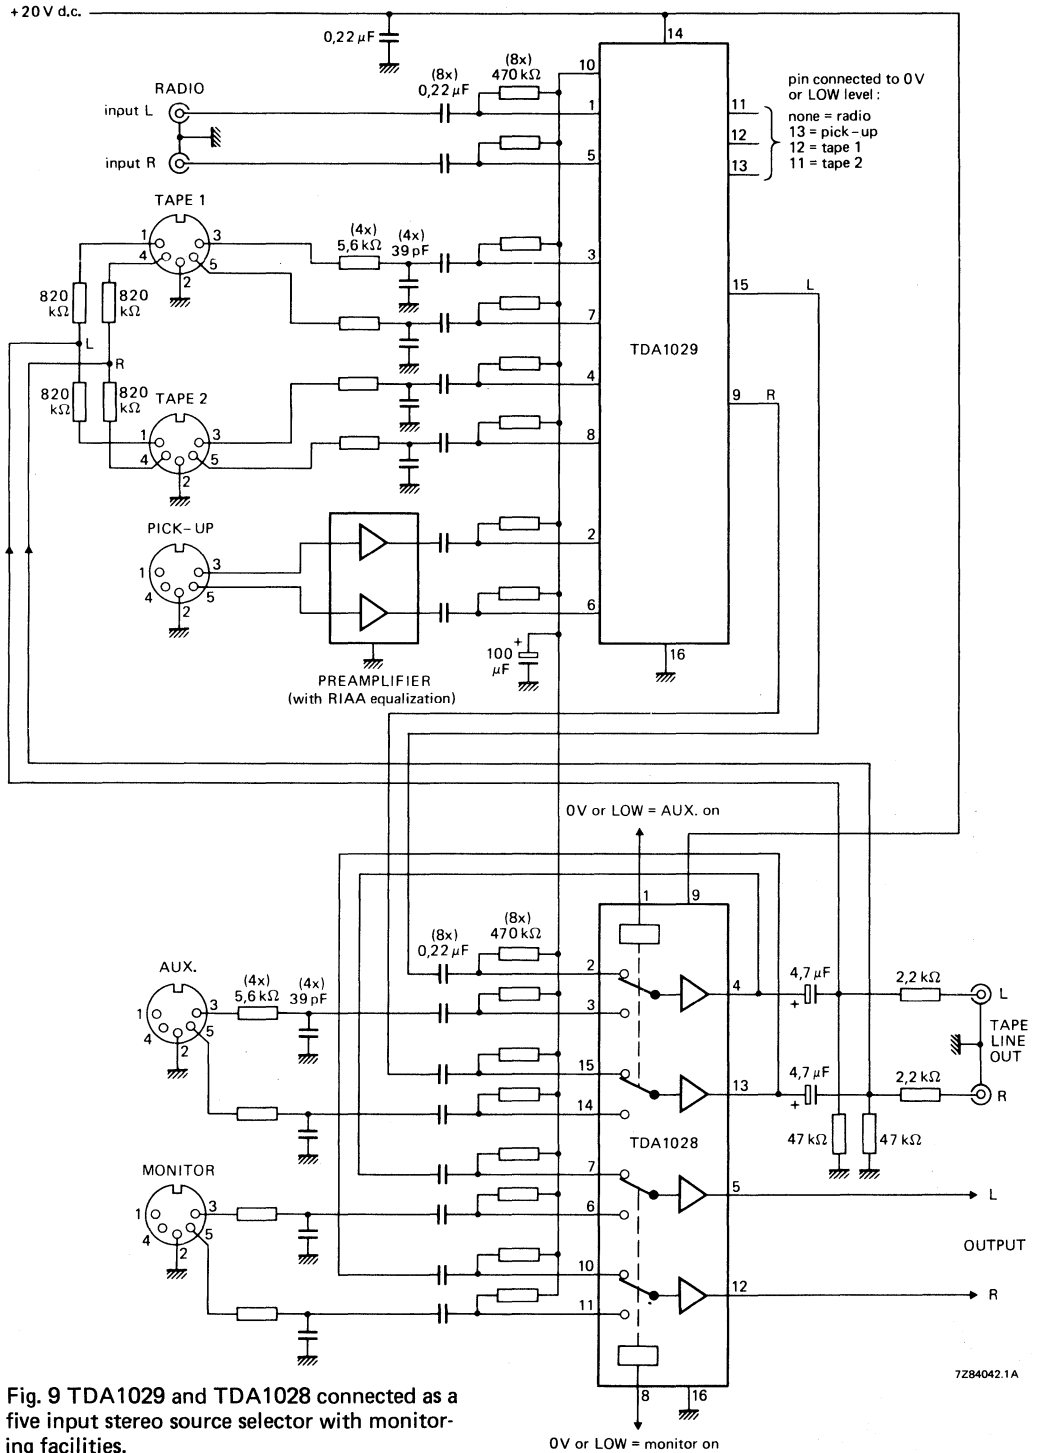 +20 V d.c.
0,22 µF
14
RADIO
input L
input R
(8x)
0,22 µF
(8x)
470 kΩ
10
1
5
11
12
13
pin connected to 0 V
or LOW level :
none = radio
13 = pick-up
12 = tape 1
11 = tape 2
TAPE 1
1
3
4
5
2
(4x)
5,6 kΩ
(4x)
39 pF
3
7
4
8
2
6
TDA1029
15
L
9
R
16
820
kΩ
820
kΩ
L
R
820
kΩ
820
kΩ
TAPE 2
1
3
4
5
2
PICK-UP
1
3
4
5
2
PREAMPLIFIER
(with RIAA equalization)
+
100
µF
0 V or LOW = AUX. on
1
9
AUX.
1
3
4
5
2
(4x)
5,6 kΩ
(4x)
39 pF
(8x)
0,22 µF
(8x)
470 kΩ
2
3
15
14
7
6
10
11
TDA1028
4
13
5
12
4,7 µF
+
4,7 µF
+
2,2 kΩ
2,2 kΩ
L
TAPE
LINE
OUT
R
47 kΩ
47 kΩ
MONITOR
1
3
4
5
2
L
OUTPUT
R
8
16
0 V or LOW = monitor on
7Z84042.1A
Fig. 9 TDA1029 and TDA1028 connected as a
five input stereo source selector with monitor-
ing facilities.